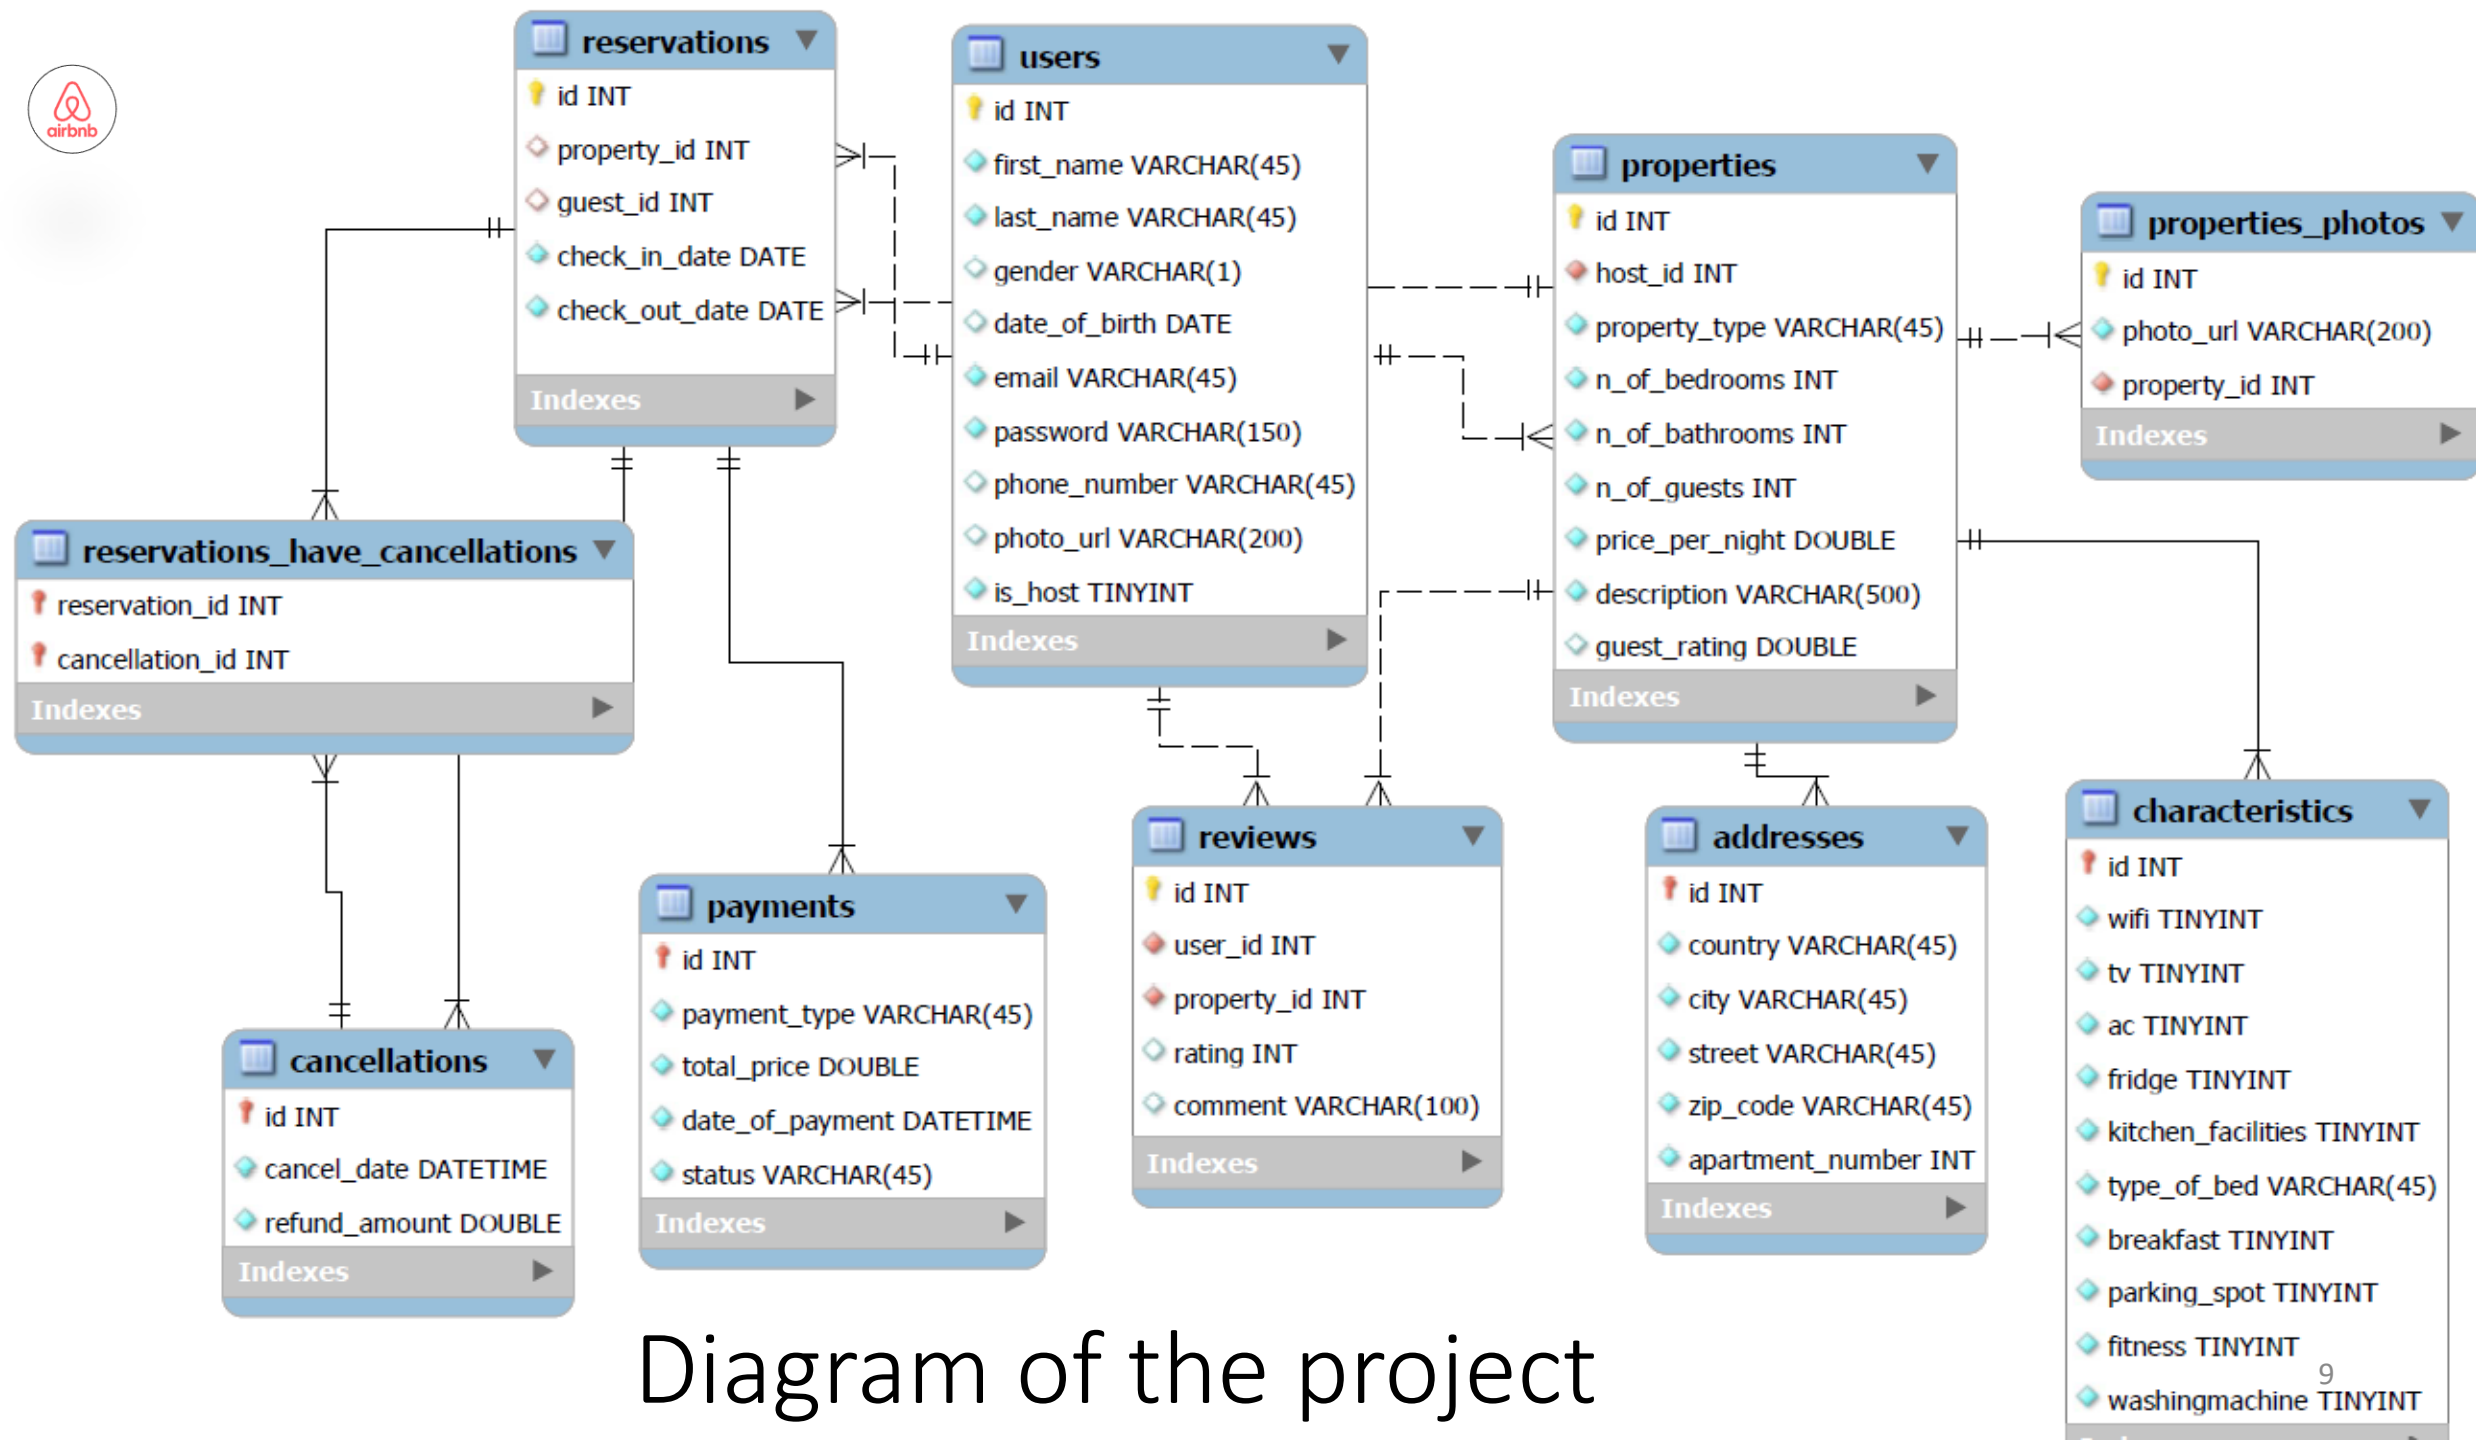 airbnb
reservations
id INT
property_id INT
guest_id INT
check_in_date DATE
check_out_date DATE
Indexes
users
id INT
first_name VARCHAR(45)
last_name VARCHAR(45)
gender VARCHAR(1)
date_of_birth DATE
email VARCHAR(45)
password VARCHAR(150)
phone_number VARCHAR(45)
photo_url VARCHAR(200)
is_host TINYINT
Indexes
properties
id INT
host_id INT
property_type VARCHAR(45)
n_of_bedrooms INT
n_of_bathrooms INT
n_of_guests INT
price_per_night DOUBLE
description VARCHAR(500)
guest_rating DOUBLE
Indexes
properties_photos
id INT
photo_url VARCHAR(200)
property_id INT
Indexes
reservations_have_cancellations
reservation_id INT
cancellation_id INT
Indexes
cancellations
id INT
cancel_date DATETIME
refund_amount DOUBLE
Indexes
payments
id INT
payment_type VARCHAR(45)
total_price DOUBLE
date_of_payment DATETIME
status VARCHAR(45)
Indexes
reviews
id INT
user_id INT
property_id INT
rating INT
comment VARCHAR(100)
Indexes
addresses
id INT
country VARCHAR(45)
city VARCHAR(45)
street VARCHAR(45)
zip_code VARCHAR(45)
apartment_number INT
Indexes
characteristics
id INT
wifi TINYINT
tv TINYINT
ac TINYINT
fridge TINYINT
kitchen_facilities TINYINT
type_of_bed VARCHAR(45)
breakfast TINYINT
parking_spot TINYINT
fitness TINYINT
washingmachine TINYINT
Diagram of the project
9